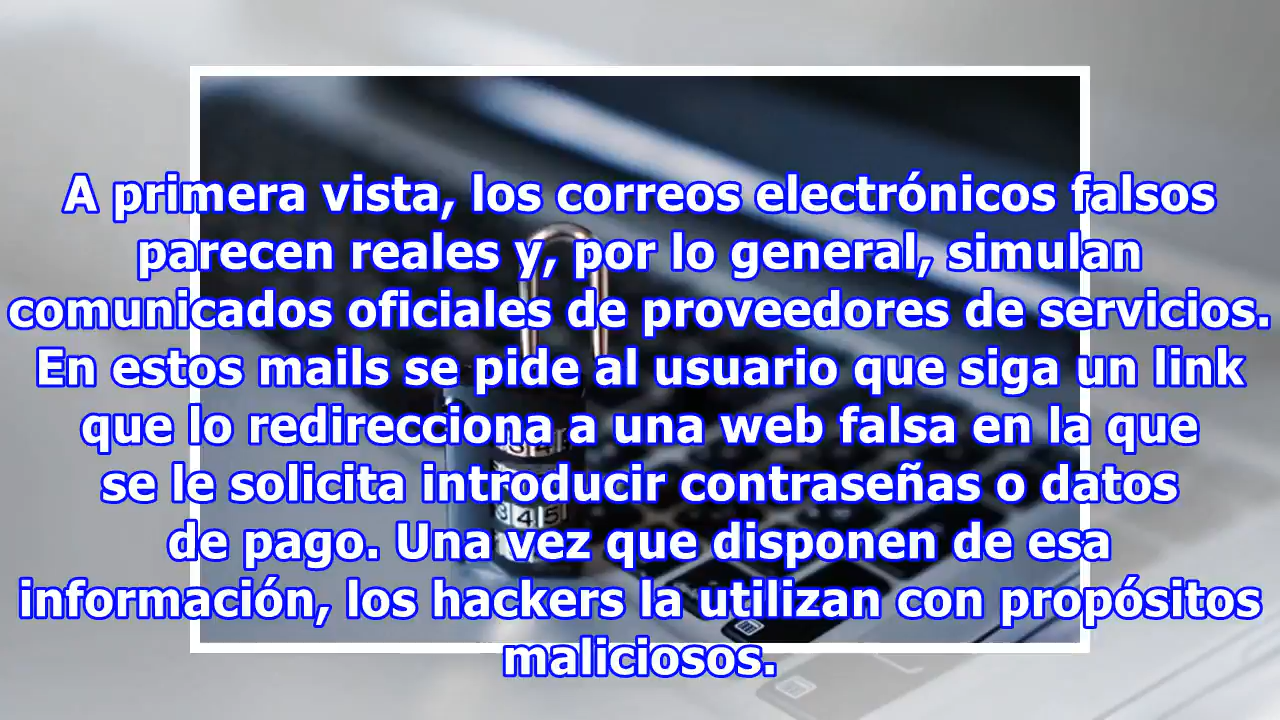 A primera vista, los correos electrónicos falsos
parecen reales y, por lo general, simulan
comunicados oficiales de proveedores de servicios.
En estos mails se pide al usuario que siga un link
que lo redirecciona a una web falsa en la que
se le solicita introducir contraseñas o datos
de pago. Una vez que disponen de esa
información, los hackers la utilizan con propósitos
maliciosos.